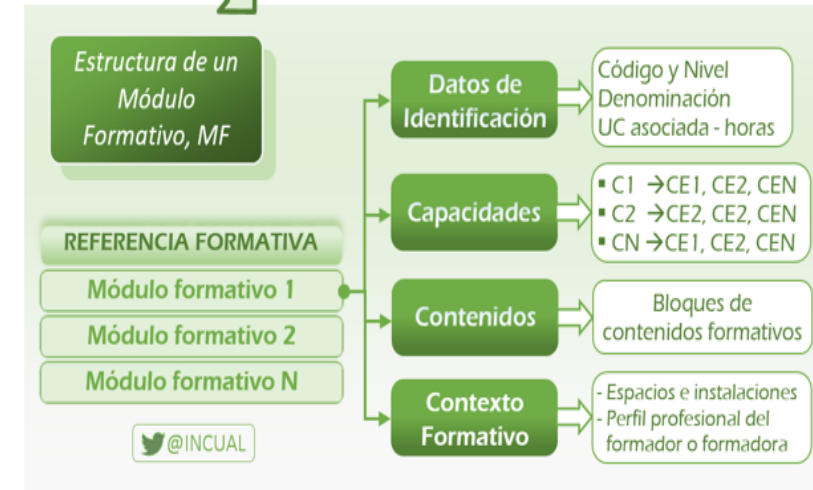 Estructura de un
Módulo
Formativo, MF
REFERENCIA FORMATIVA
Módulo formativo 1
Módulo formativo 2
Módulo formativo N
@INCUAL
Datos de
Identificación
Código y Nivel
Denominación
UC asociada - horas
Capacidades
▪ C1 →CE1, CE2, CEN
▪ C2 →CE2, CE2, CEN
▪ CN →CE1, CE2, CEN
Contenidos
Bloques de
contenidos formativos
Contexto
Formativo
- Espacios e instalaciones
- Perfil profesional del
formador o formadora